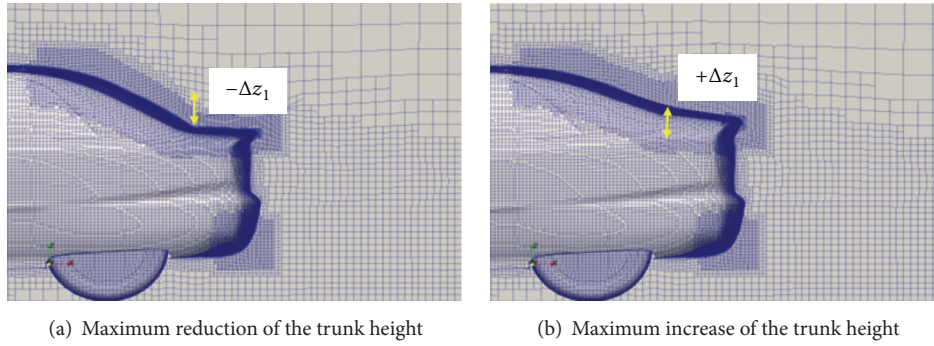 −Δz₁
+Δz₁
(a) Maximum reduction of the trunk height
(b) Maximum increase of the trunk height